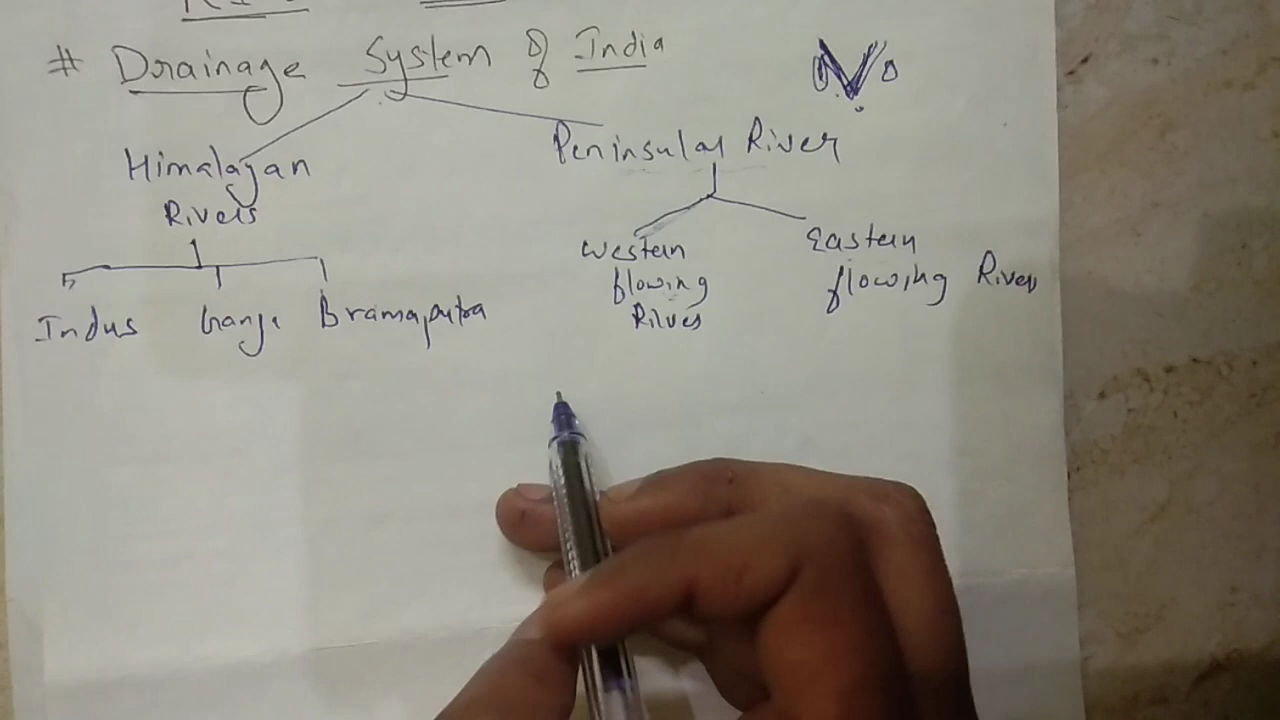 # Drainage System of India
Himalayan
Rivers
Peninsular River
Indus Ganga Bramaputra
Western
flowing
Rivers
Eastern
flowing River